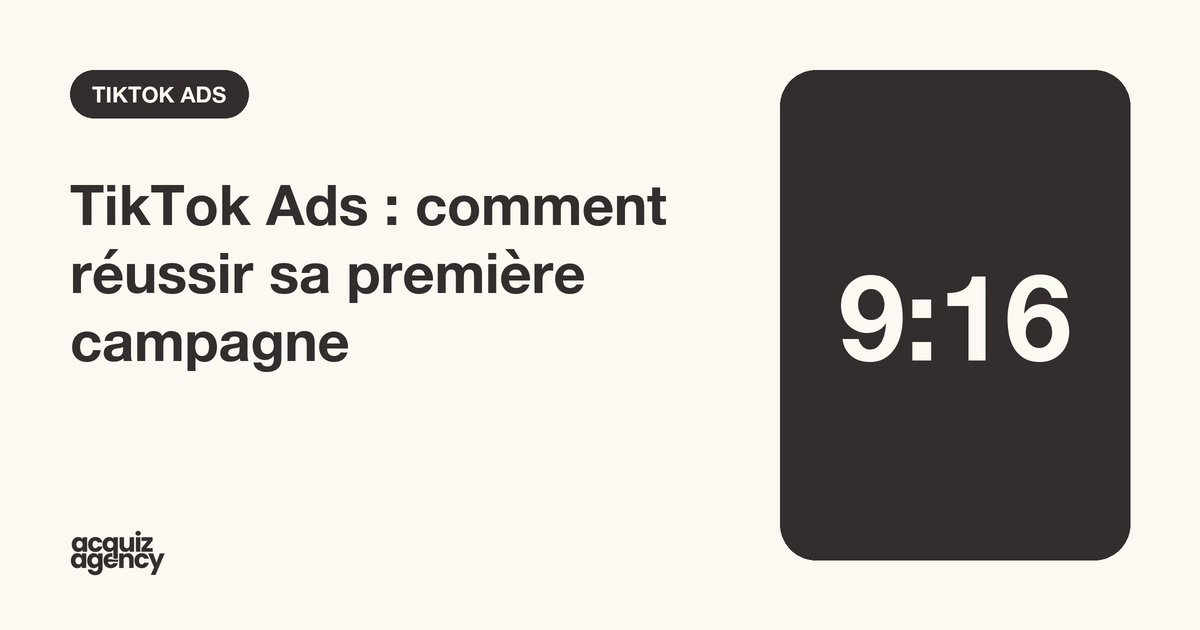 TIKTOK ADS
TikTok Ads : comment
réussir sa première
campagne
9:16
acquiz
agency